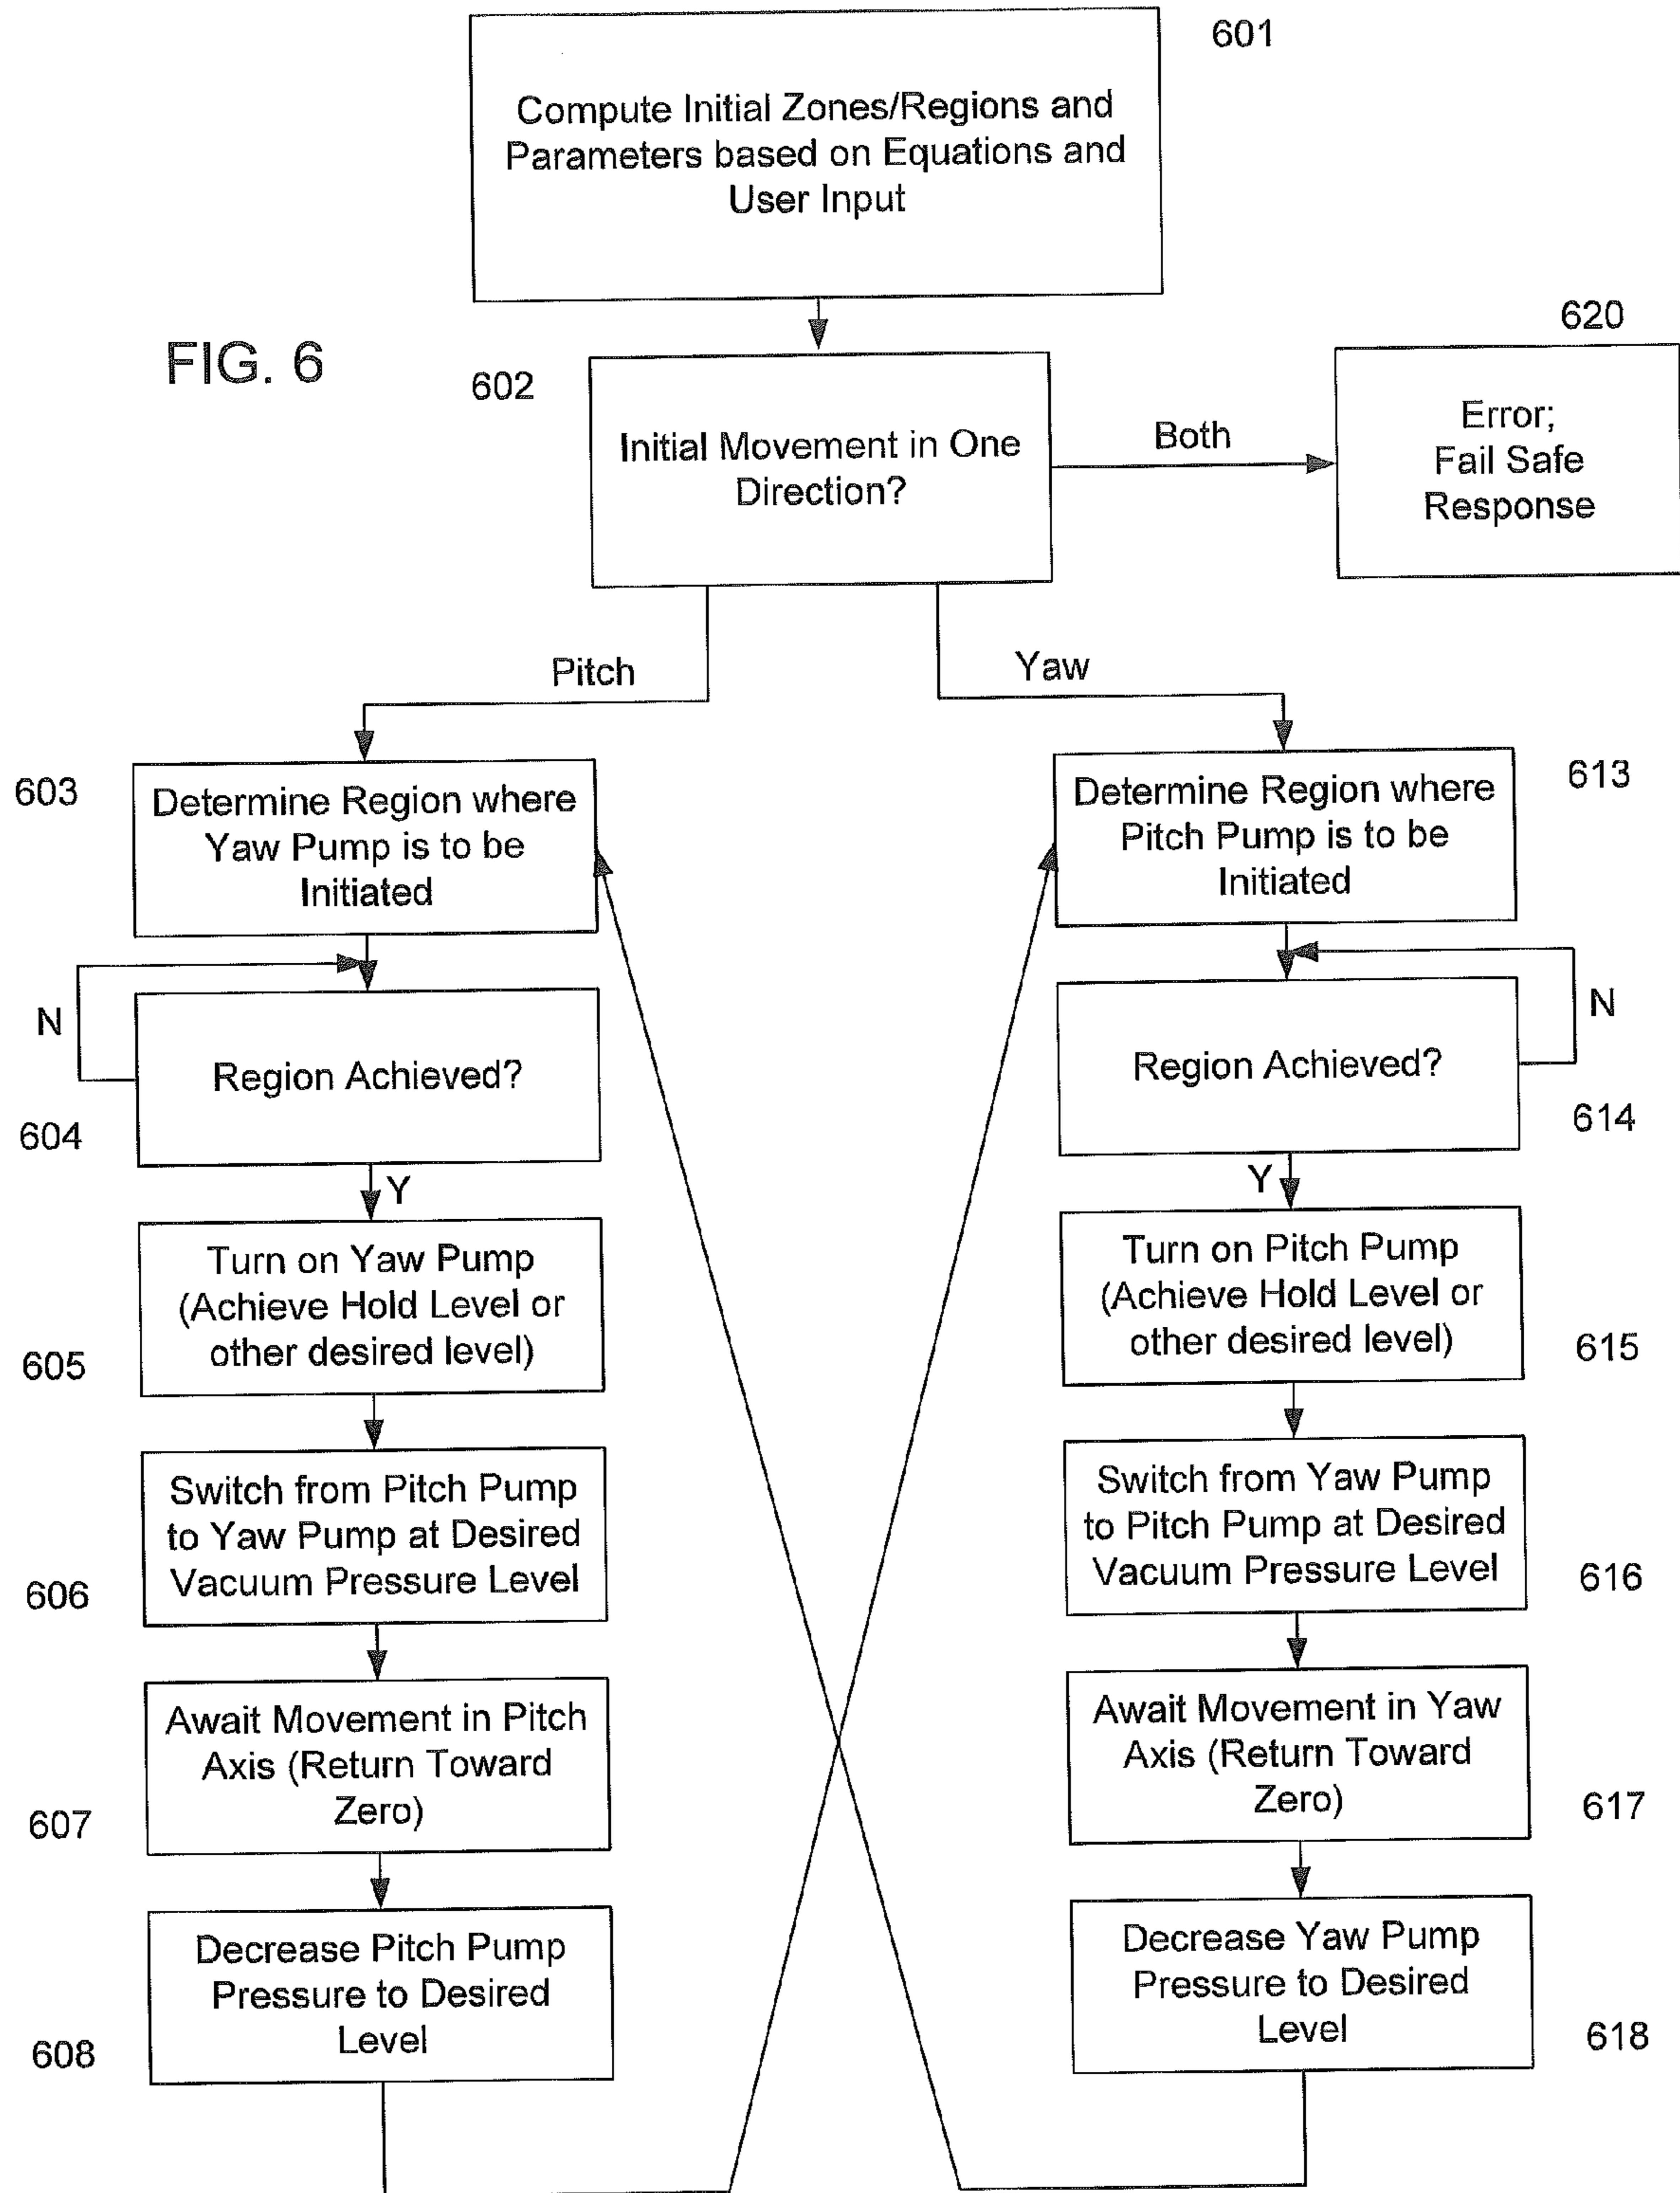 601
Compute Initial Zones/Regions and
Parameters based on Equations and
User Input
FIG. 6
602
Initial Movement in One
Direction?
Both
620
Error;
Fail Safe
Response
Pitch
Yaw
603
Determine Region where
Yaw Pump is to be
Initiated
N
Region Achieved?
604
Y
Turn on Yaw Pump
(Achieve Hold Level or
other desired level)
605
Switch from Pitch Pump
to Yaw Pump at Desired
Vacuum Pressure Level
606
Await Movement in Pitch
Axis (Return Toward
Zero)
607
Decrease Pitch Pump
Pressure to Desired
Level
608
613
Determine Region where
Pitch Pump is to be
Initiated
N
Region Achieved?
614
Y
Turn on Pitch Pump
(Achieve Hold Level or
other desired level)
615
Switch from Yaw Pump
to Pitch Pump at Desired
Vacuum Pressure Level
616
Await Movement in Yaw
Axis (Return Toward
Zero)
617
Decrease Yaw Pump
Pressure to Desired
Level
618